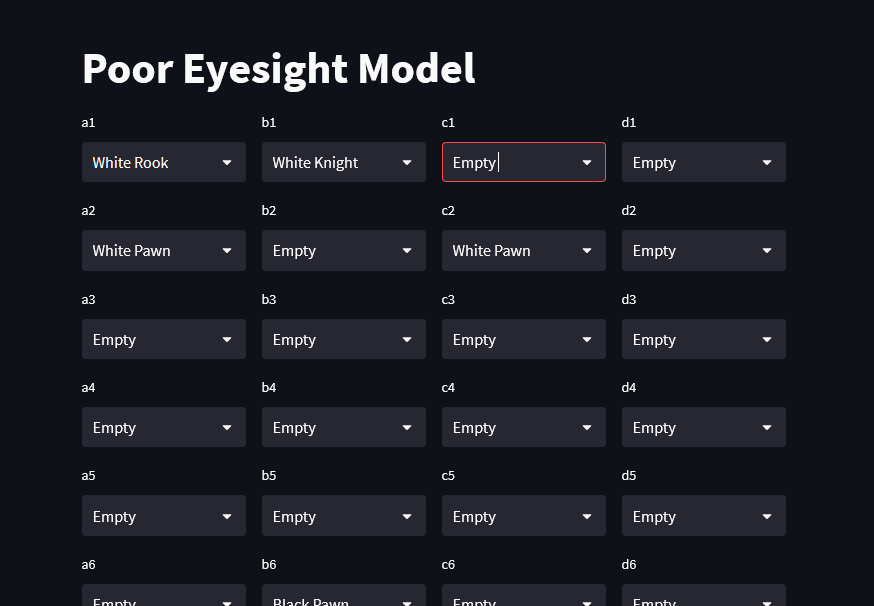 Poor Eyesight Model
a1 b1 c1 d1
White Rook White Knight Empty Empty
a2 b2 c2 d2
White Pawn Empty White Pawn Empty
a3 b3 c3 d3
Empty Empty Empty Empty
a4 b4 c4 d4
Empty Empty Empty Empty
a5 b5 c5 d5
Empty Empty Empty Empty
a6 b6 c6 d6
Empty Black Pawn Empty Empty